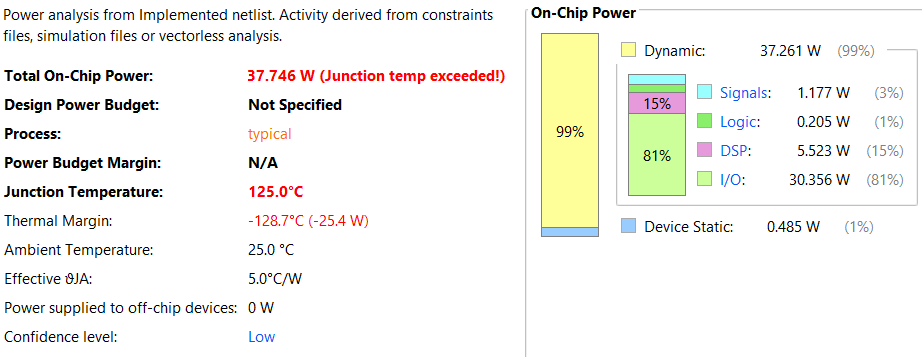 Power analysis from Implemented netlist. Activity derived from constraints
files, simulation files or vectorless analysis.
Total On-Chip Power: 37.746 W (Junction temp exceeded!)
Design Power Budget: Not Specified
Process: typical
Power Budget Margin: N/A
Junction Temperature: 125.0°C
Thermal Margin: -128.7°C (-25.4 W)
Ambient Temperature: 25.0 °C
Effective ϑJA: 5.0°C/W
Power supplied to off-chip devices: 0 W
Confidence level: Low
On-Chip Power
99%
Dynamic: 37.261 W (99%)
15%
81%
Signals: 1.177 W (3%)
Logic: 0.205 W (1%)
DSP: 5.523 W (15%)
I/O: 30.356 W (81%)
Device Static: 0.485 W (1%)